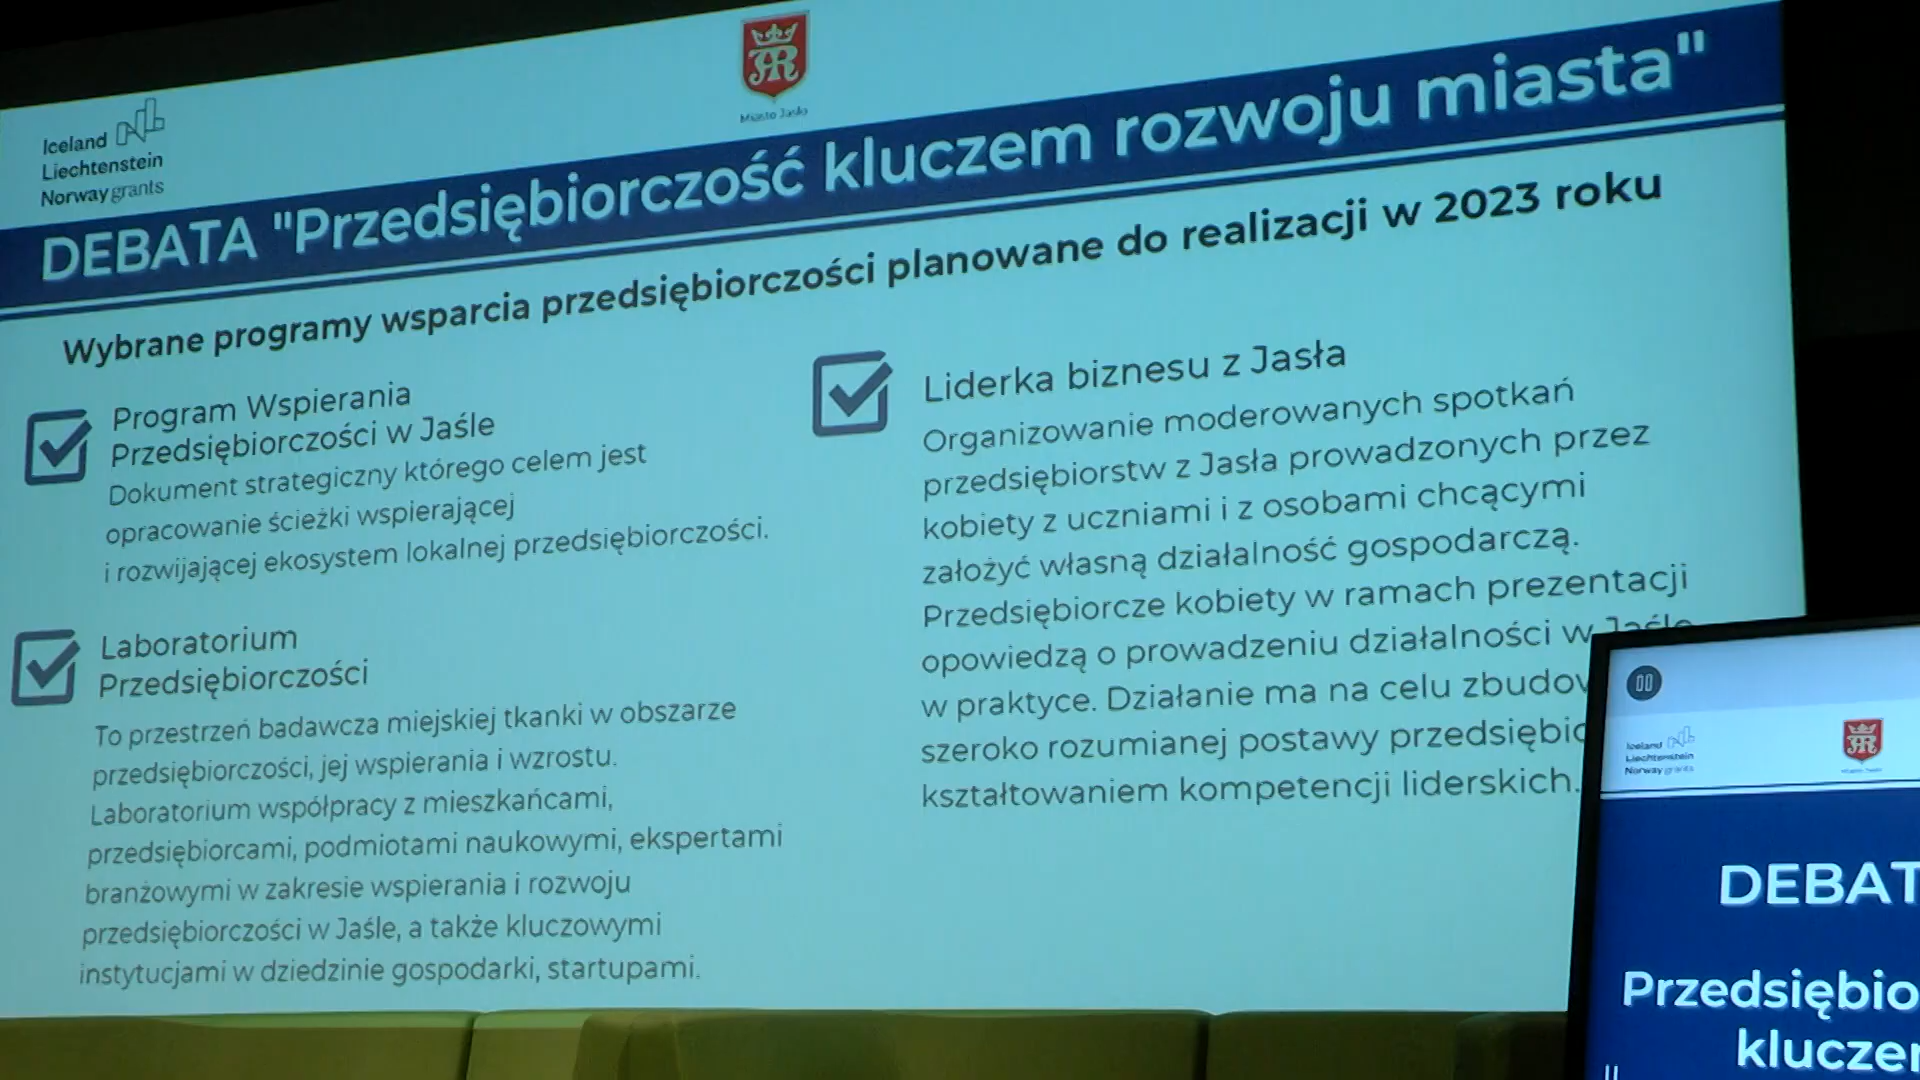 Iceland
Liechtenstein
Norway grants
Miasto Jasło
DEBATA "Przedsiębiorczość kluczem rozwoju miasta"
Wybrane programy wsparcia przedsiębiorczości planowane do realizacji w 2023 roku
Program Wspierania
Przedsiębiorczości w Jaśle
Dokument strategiczny którego celem jest
opracowanie ścieżki wspierającej
i rozwijającej ekosystem lokalnej przedsiębiorczości.
Laboratorium
Przedsiębiorczości
To przestrzeń badawcza miejskiej tkanki w obszarze
przedsiębiorczości, jej wspierania i wzrostu.
Laboratorium współpracy z mieszkańcami,
przedsiębiorcami, podmiotami naukowymi, ekspertami
branżowymi w zakresie wspierania i rozwoju
przedsiębiorczości w Jaśle, a także kluczowymi
instytucjami w dziedzinie gospodarki, startupami.
Liderka biznesu z Jasła
Organizowanie moderowanych spotkań
przedsiębiorstw z Jasła prowadzonych przez
kobiety z uczniami i z osobami chcącymi
założyć własną działalność gospodarczą.
Przedsiębiorcze kobiety w ramach prezentacji
opowiedzą o prowadzeniu działalności w Jaśle
w praktyce. Działanie ma na celu zbudow
szeroko rozumianej postawy przedsiębio
kształtowaniem kompetencji liderskich.
Iceland
Liechtenstein
Norway grants
DEBAT
Przedsiębio
kluczem